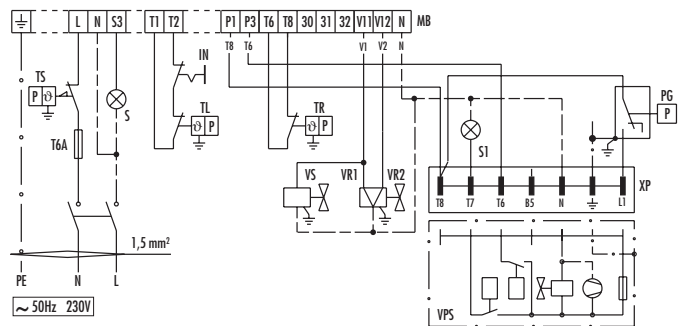 L N S3 T1 T2 P1 P3 T6 T8 30 31 32 V11 V12 N MB
T8 T6 V1 V2 N
IN
TS
P ϑ
S
T6A
TL
ϑ P
TR
ϑ P
S1
PG
P
VS VR1 VR2
XP
T8 T7 T6 B5 N L1
1,5 mm²
PE N L
VPS
~ 50Hz 230V